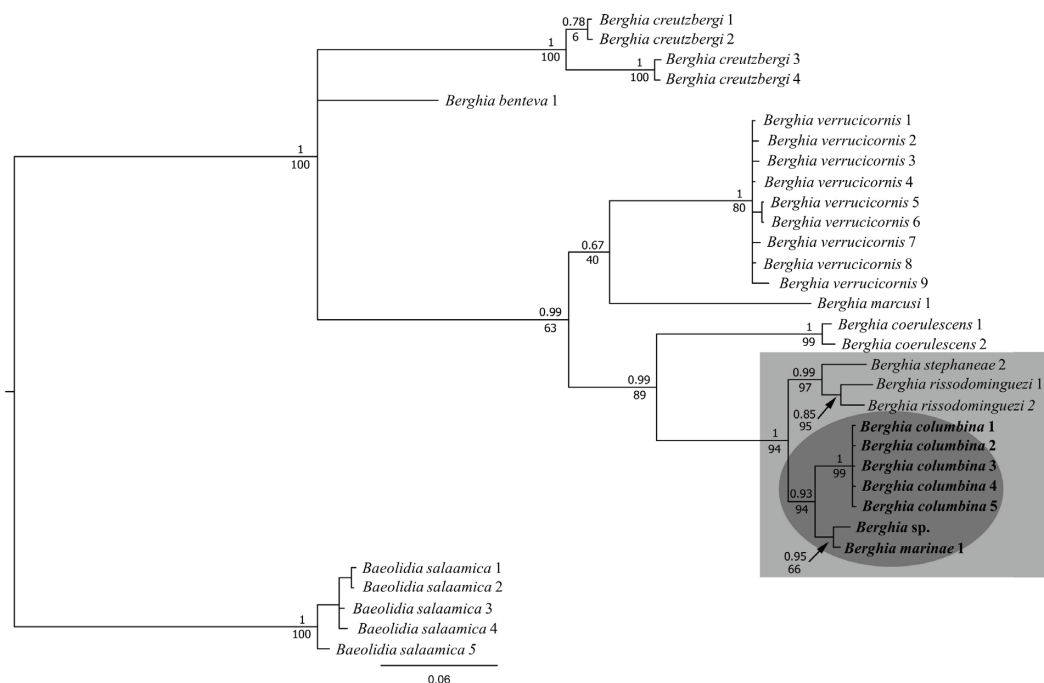 Berghia creutzbergi 1
0.78
6
Berghia creutzbergi 2
1
100
Berghia creutzbergi 3
1
100
Berghia creutzbergi 4
Berghia benteva 1
1
100
Berghia verrucicornis 1
Berghia verrucicornis 2
Berghia verrucicornis 3
Berghia verrucicornis 4
1
80
Berghia verrucicornis 5
Berghia verrucicornis 6
Berghia verrucicornis 7
Berghia verrucicornis 8
Berghia verrucicornis 9
0.67
40
Berghia marcusi 1
0.99
63
Berghia coerulescens 1
1
99
Berghia coerulescens 2
0.99
89
Berghia stephaneae 2
0.99
97
Berghia rissodominguezi 1
Berghia rissodominguezi 2
0.85
95
1
94
Berghia columbina 1
Berghia columbina 2
Berghia columbina 3
1
99
Berghia columbina 4
Berghia columbina 5
0.93
94
Berghia sp.
Berghia marinae 1
0.95
66
Baeolidia salaamica 1
Baeolidia salaamica 2
Baeolidia salaamica 3
Baeolidia salaamica 4
1
100
Baeolidia salaamica 5
0.06